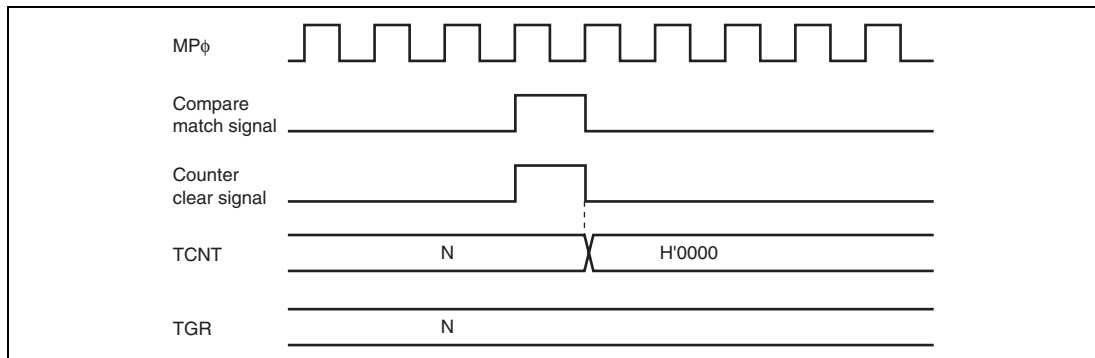 MPφ
Compare
match signal
Counter
clear signal
TCNT
N
H'0000
TGR
N